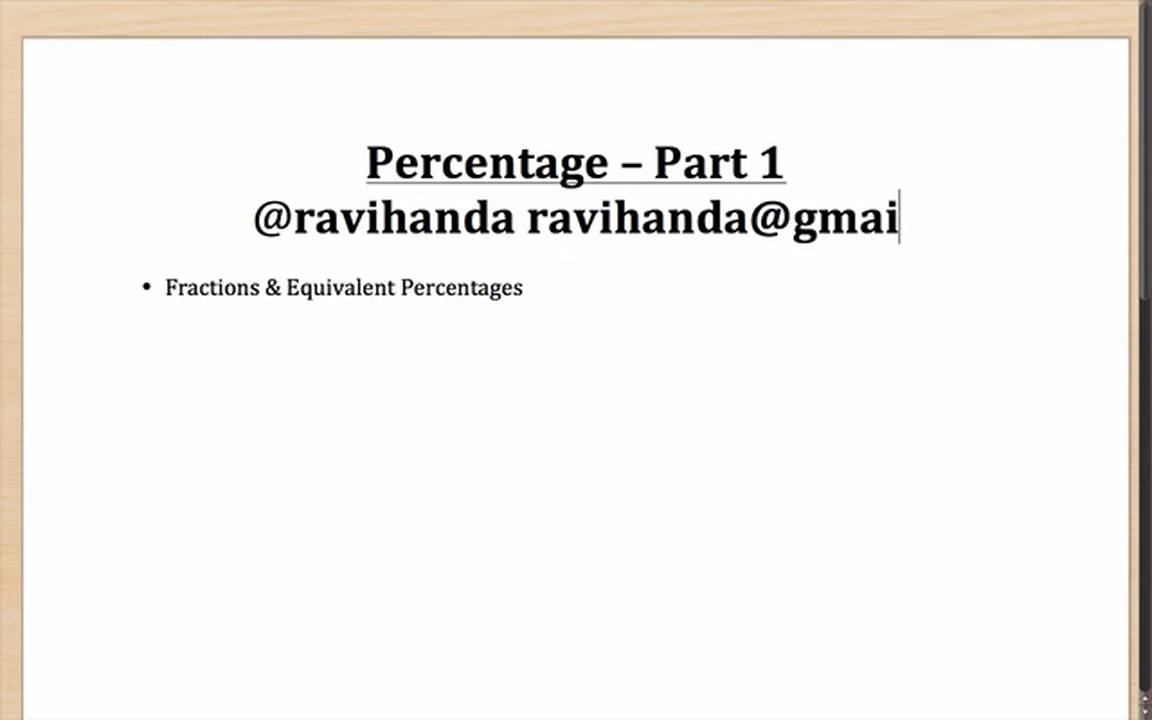 Percentage – Part 1
@ravihanda ravihanda@gmai
• Fractions & Equivalent Percentages